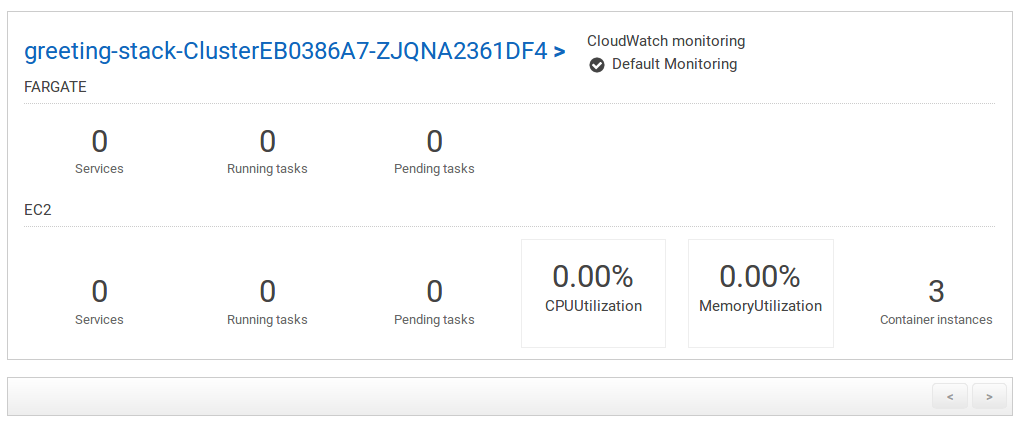 greeting-stack-ClusterEB0386A7-ZJQNA2361DF4 >
CloudWatch monitoring
Default Monitoring
FARGATE
0 0 0
Services Running tasks Pending tasks
EC2
0 0 0 0.00% 0.00% 3
Services Running tasks Pending tasks CPUUtilization MemoryUtilization Container instances
< >